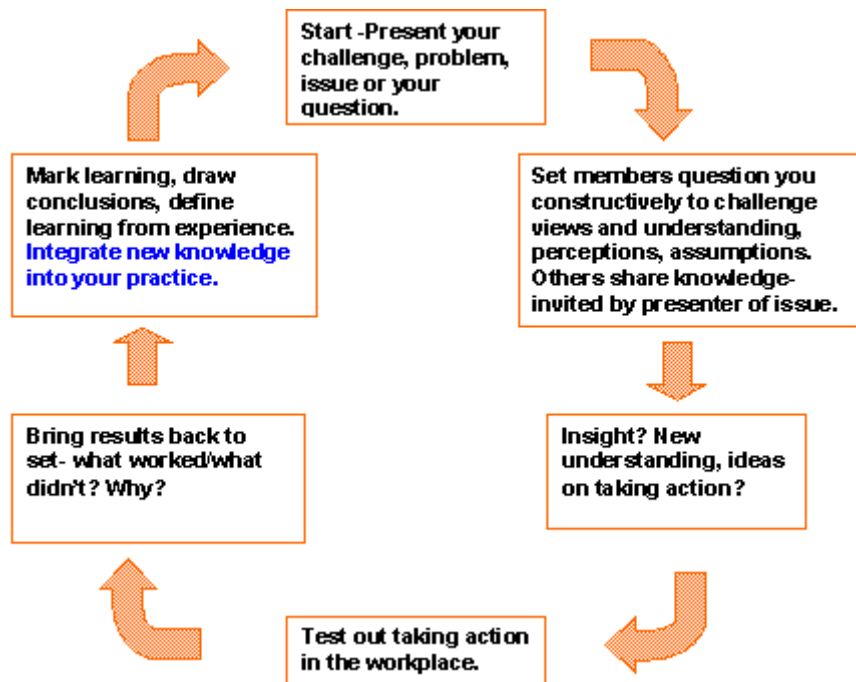 Start -Present your
challenge, problem,
issue or your
question.
Set members question you
constructively to challenge
views and understanding,
perceptions, assumptions.
Others share knowledge-
invited by presenter of issue.
Insight? New
understanding, ideas
on taking action?
Test out taking action
in the workplace.
Bring results back to
set- what worked/what
didn't? Why?
Mark learning, draw
conclusions, define
learning from experience.
Integrate new knowledge
into your practice.